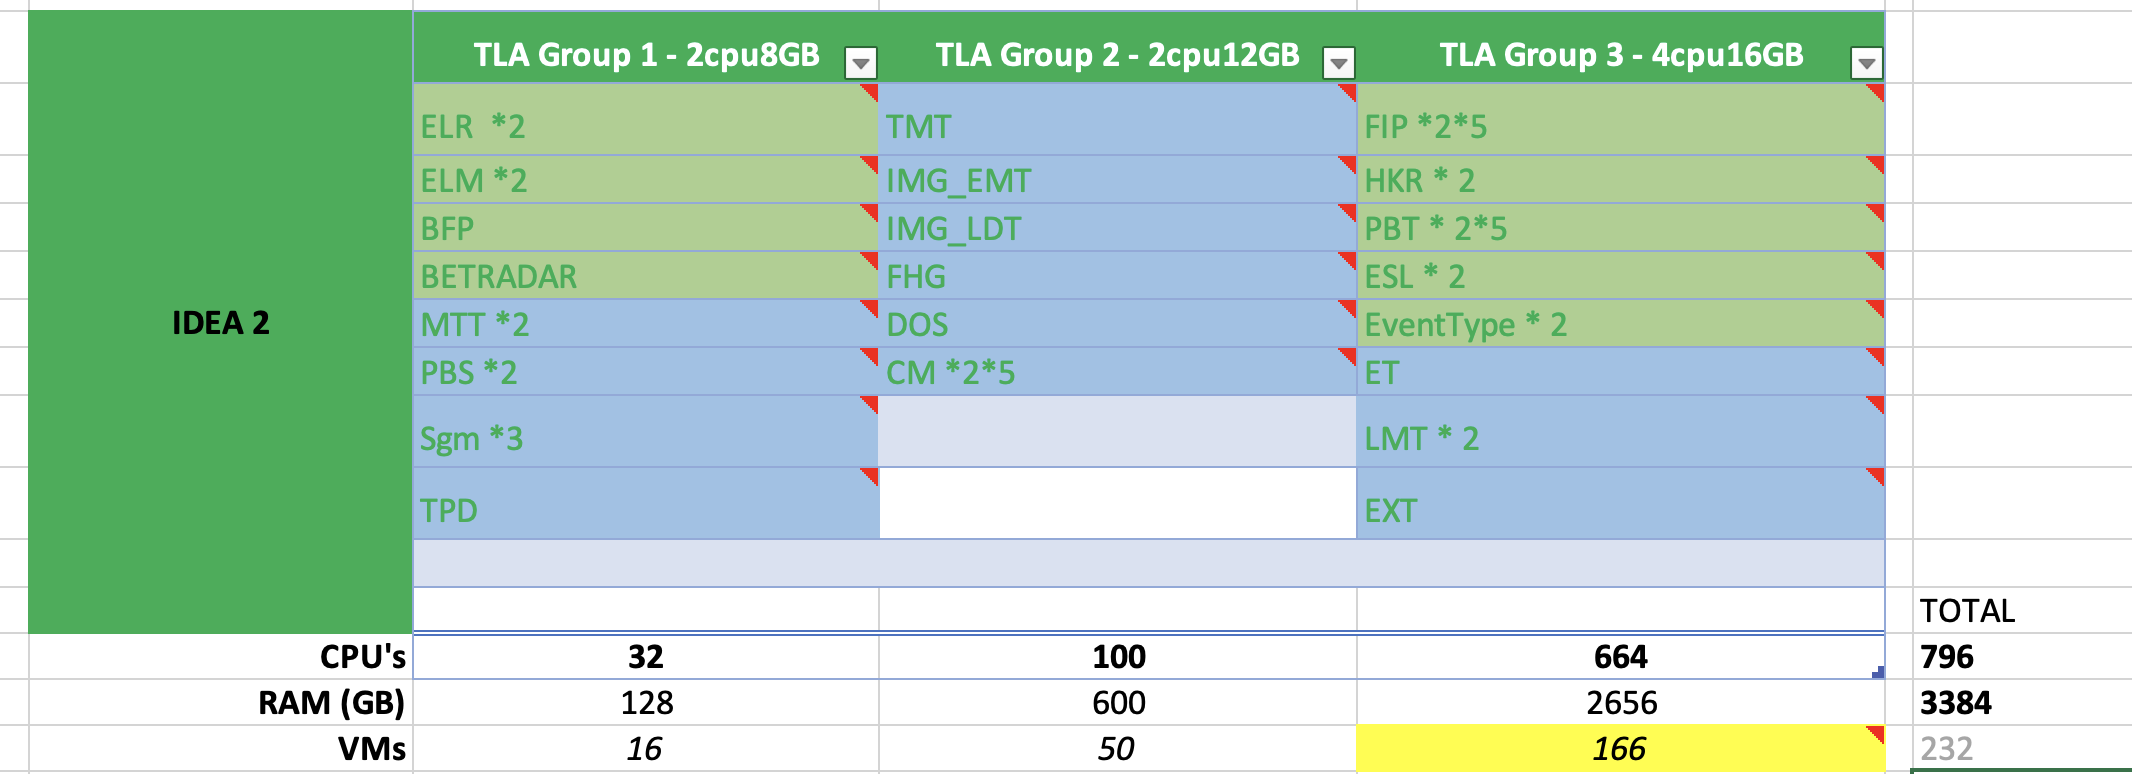 TLA Group 1 - 2cpu8GB TLA Group 2 - 2cpu12GB TLA Group 3 - 4cpu16GB
ELR  *2 TMT FIP *2*5
ELM *2 IMG_EMT HKR * 2
BFP IMG_LDT PBT * 2*5
BETRADAR FHG ESL * 2
IDEA 2 MTT *2 DOS EventType * 2
PBS *2 CM *2*5 ET
Sgm *3 LMT * 2
TPD EXT
TOTAL
CPU's 32 100 664 796
RAM (GB) 128 600 2656 3384
VMs 16 50 166 232